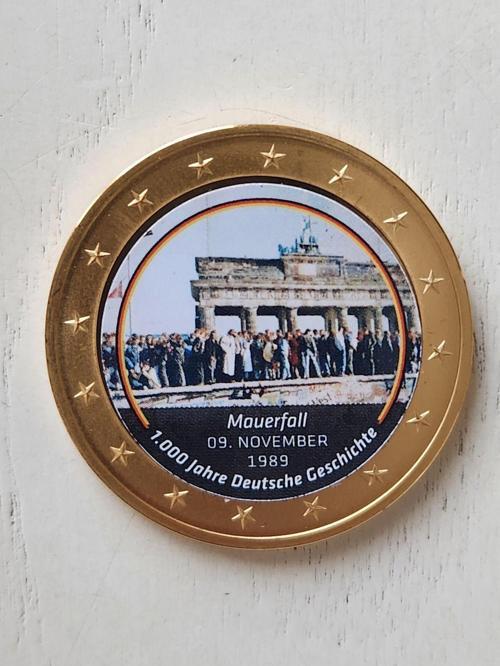 Mauerfall
09. NOVEMBER
1989
1.000 Jahre Deutsche Geschichte